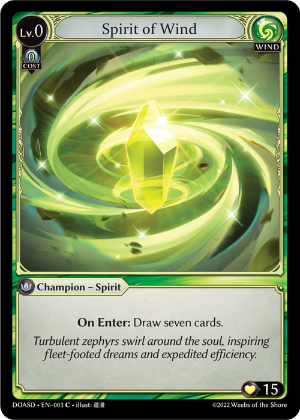 Lv.0
Spirit of Wind
WIND
0
COST
Champion – Spirit
On Enter: Draw seven cards.
Turbulent zephyrs swirl around the soul, inspiring
fleet-footed dreams and expedited efficiency.
15
DOASD • EN-003 C • illust:
©2022 Weebs of the Shore